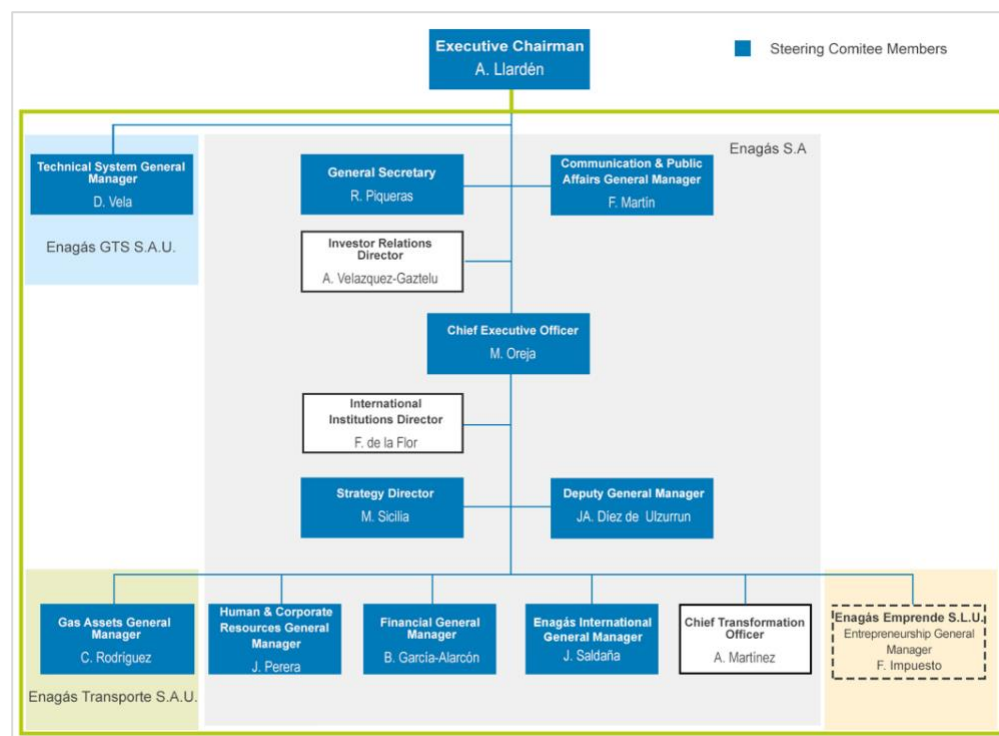 Executive Chairman
A. Llardén
Steering Comitee Members
Enagás S.A
Technical System General
Manager
D. Vela
Enagás GTS S.A.U.
General Secretary
R. Piqueras
Communication & Public
Affairs General Manager
F. Martín
Investor Relations
Director
A. Velazquez-Gaztelu
Chief Executive Officer
M. Oreja
International
Institutions Director
F. de la Flor
Strategy Director
M. Sicilia
Deputy General Manager
JA. Díez de Ulzurrun
Gas Assets General
Manager
C. Rodríguez
Enagás Transporte S.A.U.
Human & Corporate
Resources General
Manager
J. Perera
Financial General
Manager
B. García-Alarcón
Enagás International
General Manager
J. Saldaña
Chief Transformation
Officer
A. Martínez
Enagás Emprende S.L.U.
Entrepreneurship General
Manager
F. Impuesto